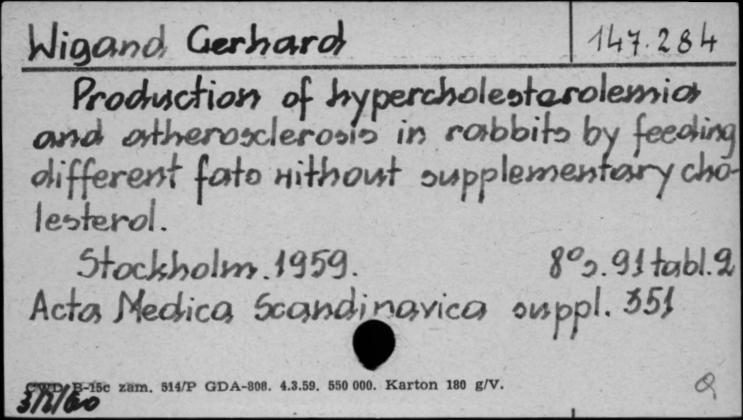 Wigand Gerhard 147.284
Production of hypercholesterolemia
and atherosclerosis in rabbits by feeding
different fats without supplementary cho-
lesterol.
Stockholm. 1959. 8° s. 91 tabl. 2
Acta Medica Scandinavica suppl. 351
CWD B-15c zam. 514/P GDA-808. 4.3.59. 550 000. Karton 180 g/V.